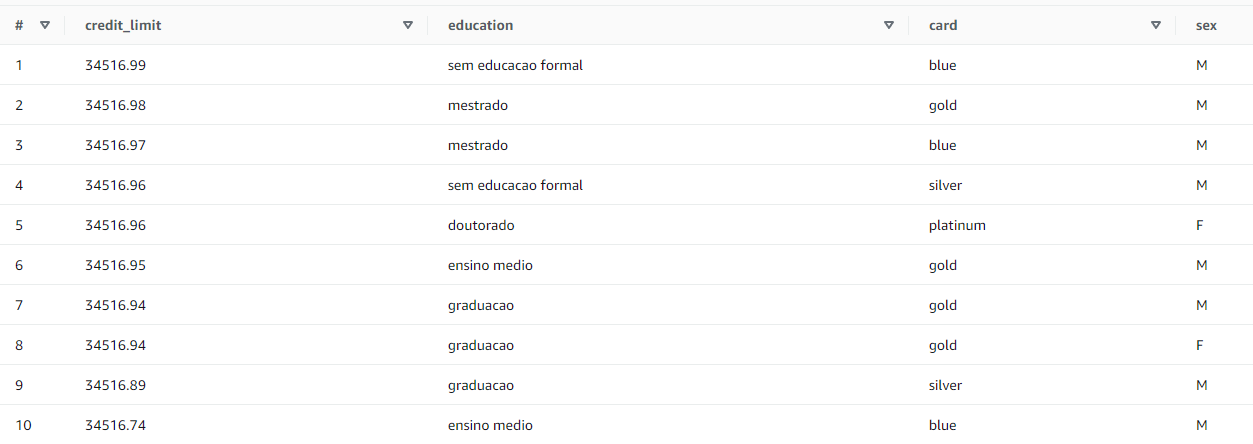 # credit_limit education card sex
1 34516.99 sem educacao formal blue M
2 34516.98 mestrado gold M
3 34516.97 mestrado blue M
4 34516.96 sem educacao formal silver M
5 34516.96 doutorado platinum F
6 34516.95 ensino medio gold M
7 34516.94 graduacao gold M
8 34516.94 graduacao gold F
9 34516.89 graduacao silver M
10 34516.74 ensino medio blue M